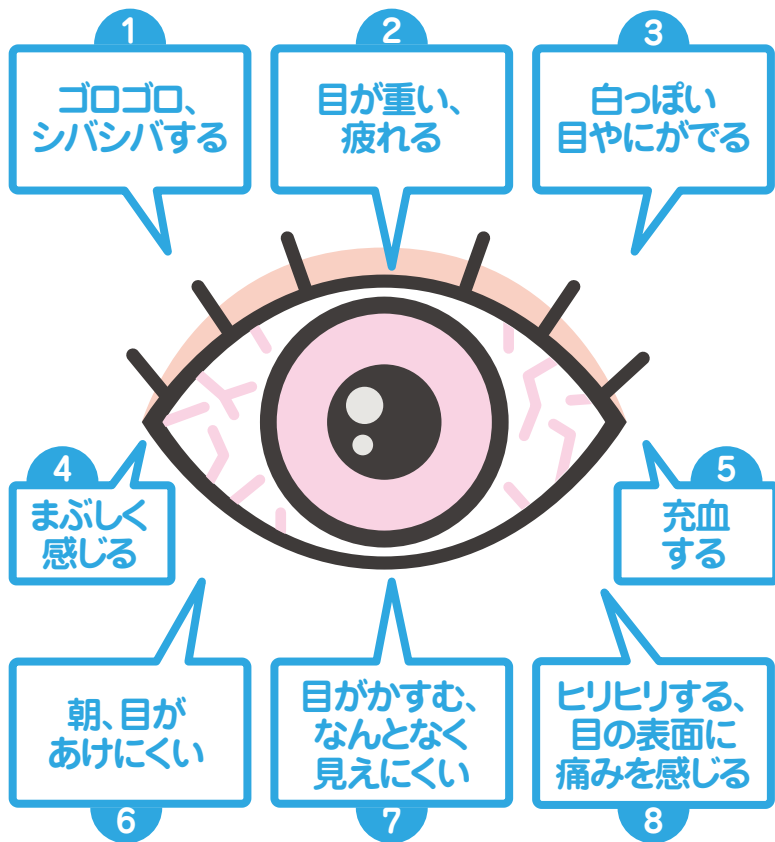 1
ゴロゴロ、
シバシバする
2
目が重い、
疲れる
3
白っぽい
目やにがでる
4
まぶしく
感じる
5
充血
する
6
朝、目が
あけにくい
7
目がかすむ、
なんとなく
見えにくい
8
ヒリヒリする、
目の表面に
痛みを感じる